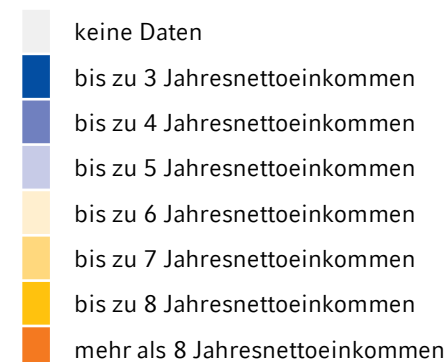 keine Daten
bis zu 3 Jahresnettoeinkommen
bis zu 4 Jahresnettoeinkommen
bis zu 5 Jahresnettoeinkommen
bis zu 6 Jahresnettoeinkommen
bis zu 7 Jahresnettoeinkommen
bis zu 8 Jahresnettoeinkommen
mehr als 8 Jahresnettoeinkommen